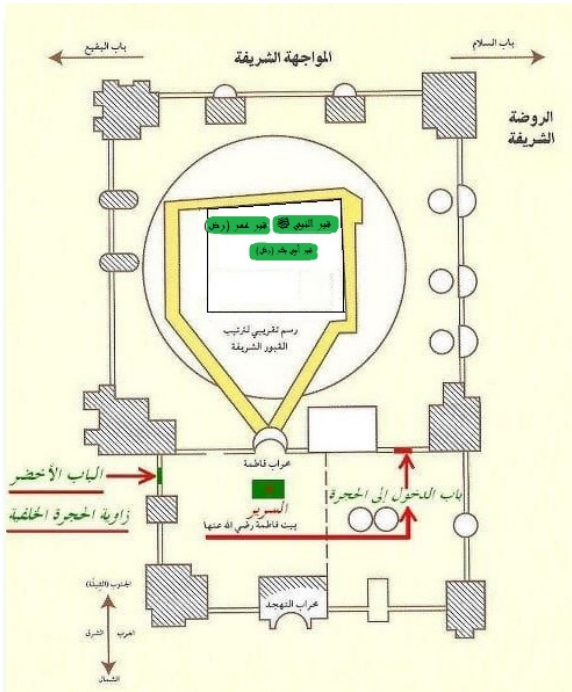 باب السلام
المواجهة الشريفة
باب البقيع
الروضة
الشريفة
قبر النبي ﷺ
قبر عمر (رض)
قبر أبي بكر (رض)
رسم تقريبي لترتيب
القبور الشريفة
محراب فاطمة
الباب الأخضر
زاوية الحجرة الخلفية
باب الدخول إلى الحجرة
السرير
بيت فاطمة رضي الله عنها
محراب التهجد
الجنوب (القبلة)
الغرب
الشرق
الشمال